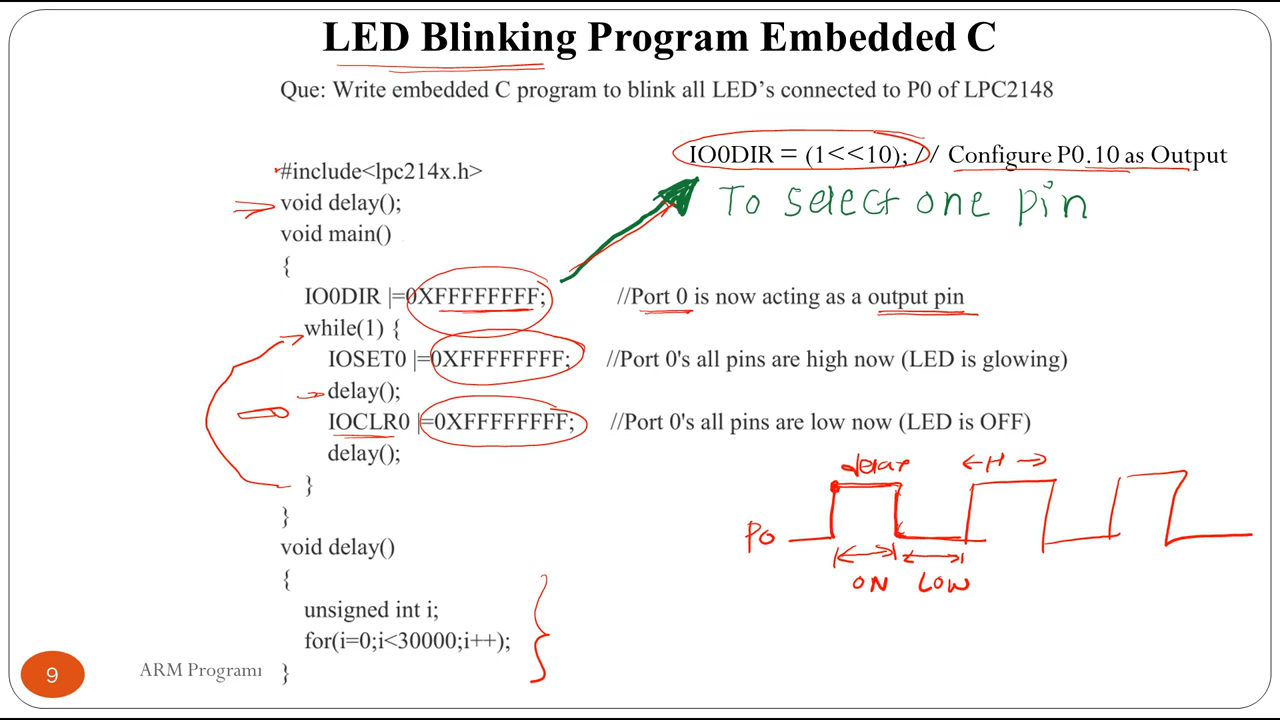 LED Blinking Program Embedded C
Que: Write embedded C program to blink all LED's connected to P0 of LPC2148
IO0DIR = (1<<10); // Configure P0.10 as Output
To select one pin
#include<lpc214x.h>
void delay();
void main()
{
IO0DIR |=0XFFFFFFFF; //Port 0 is now acting as a output pin
while(1) {
IOSET0 |=0XFFFFFFFF; //Port 0's all pins are high now (LED is glowing)
delay();
IOCLR0 |=0XFFFFFFFF; //Port 0's all pins are low now (LED is OFF)
delay();
}
}
void delay()
{
unsigned int i;
for(i=0;i<30000;i++);
}
delay H
P0
ON LOW
9
ARM Program